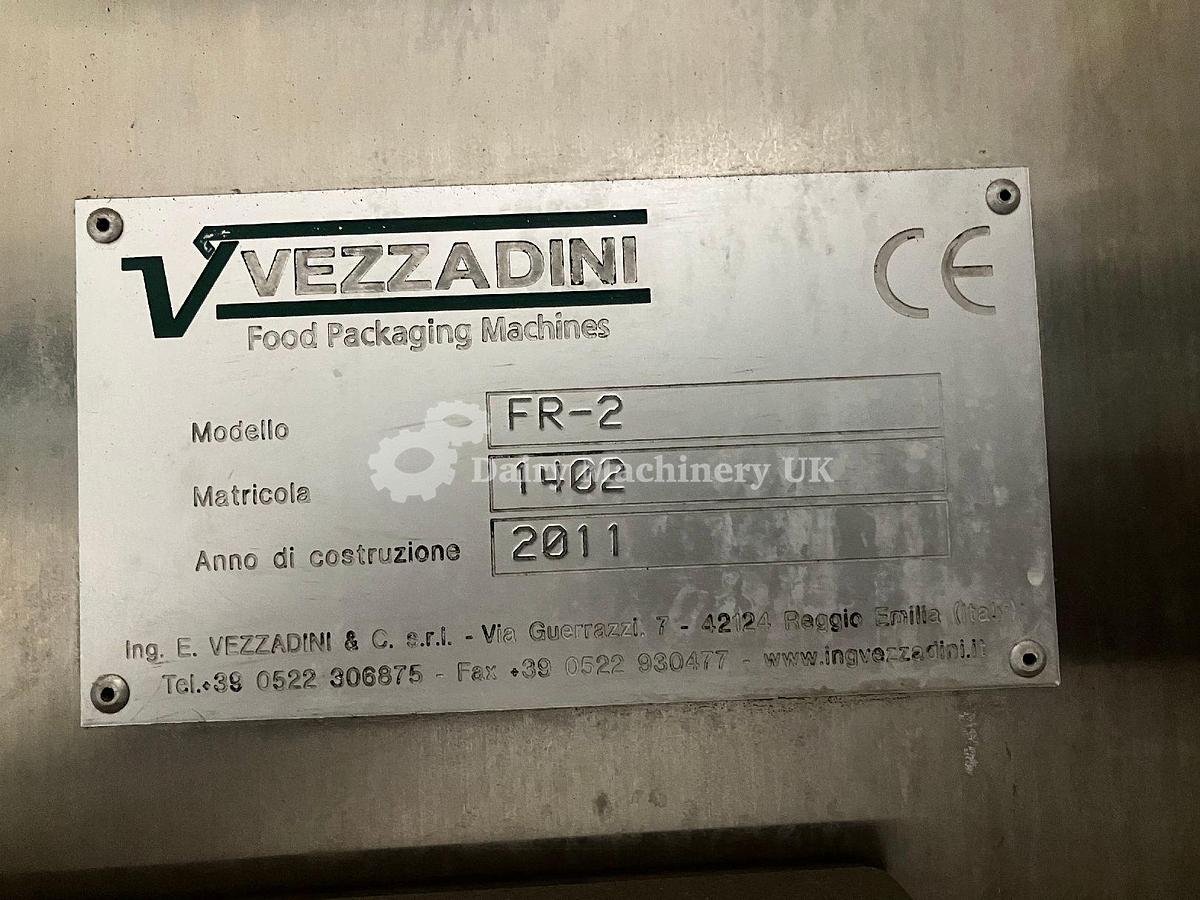 VEZZADINI
Food Packaging Machines
CE
Modello FR-2
Matricola 1402
Anno di costruzione 2011
Dairy Machinery UK
Ing. E. VEZZADINI & C. s.r.l. - Via Guerrazzi, 7 - 42124 Reggio Emilia (Italy)
Tel.+39 0522 306875 - Fax +39 0522 930477 - www.ingvezzadini.it